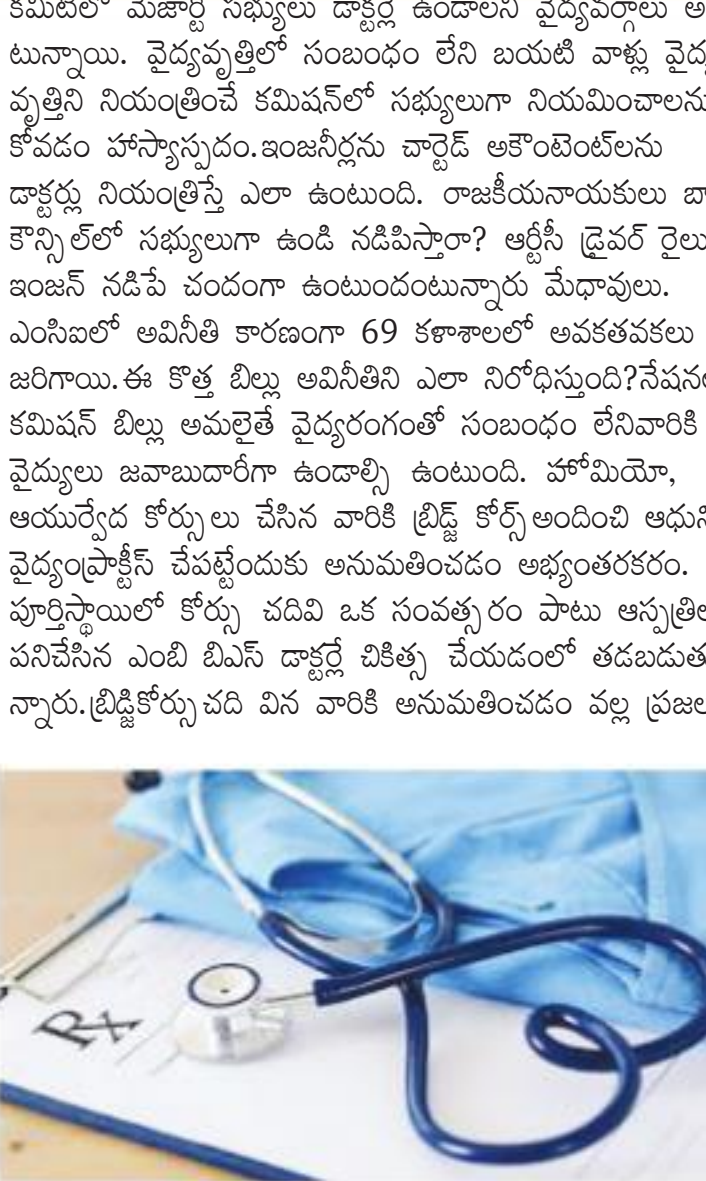 కమిటీలో మెజార్టీ సభ్యులు డాక్టర్లే ఉండాలని వైద్యవర్గాలు అ
టున్నాయి. వైద్యవృత్తిలో సంబంధం లేని బయటి వాళ్లు వైద్య
వృత్తిని నియంత్రించే కమిషన్‌లో సభ్యులుగా నియమించాలను
కోవడం హాస్యాస్పదం.ఇంజనీర్లను చార్టెడ్ అకౌంటెంట్‌లను
డాక్టర్లు నియంత్రిస్తే ఎలా ఉంటుంది. రాజకీయనాయకులు బా
కౌన్సిల్‌లో సభ్యులుగా ఉండి నడిపిస్తారా? ఆర్టీసీ డ్రైవర్ రైలు
ఇంజన్ నడిపే చందంగా ఉంటుందంటున్నారు మేధావులు.
ఎంసిఐలో అవినీతి కారణంగా 69 కళాశాలలో అవకతవకలు
జరిగాయి.ఈ కొత్త బిల్లు అవినీతిని ఎలా నిరోధిస్తుంది?నేషనల
కమిషన్ బిల్లు అమలైతే వైద్యరంగంతో సంబంధం లేనివారికి
వైద్యులు జవాబుదారీగా ఉండాల్సి ఉంటుంది. హోమియో,
ఆయుర్వేద కోర్సులు చేసిన వారికి బ్రిడ్జ్ కోర్స్‌అందించి ఆధుని
వైద్యంప్రాక్టీస్ చేపట్టేందుకు అనుమతించడం అభ్యంతరకరం.
పూర్తిస్థాయిలో కోర్సు చదివి ఒక సంవత్సరం పాటు ఆస్పత్రిల
పనిచేసిన ఎంబి బిఎస్ డాక్టర్లే చికిత్స చేయడంలో తడబడుతు
న్నారు.బ్రిడ్జికోర్సుచది విన వారికి అనుమతించడం వల్ల ప్రజల
Rx